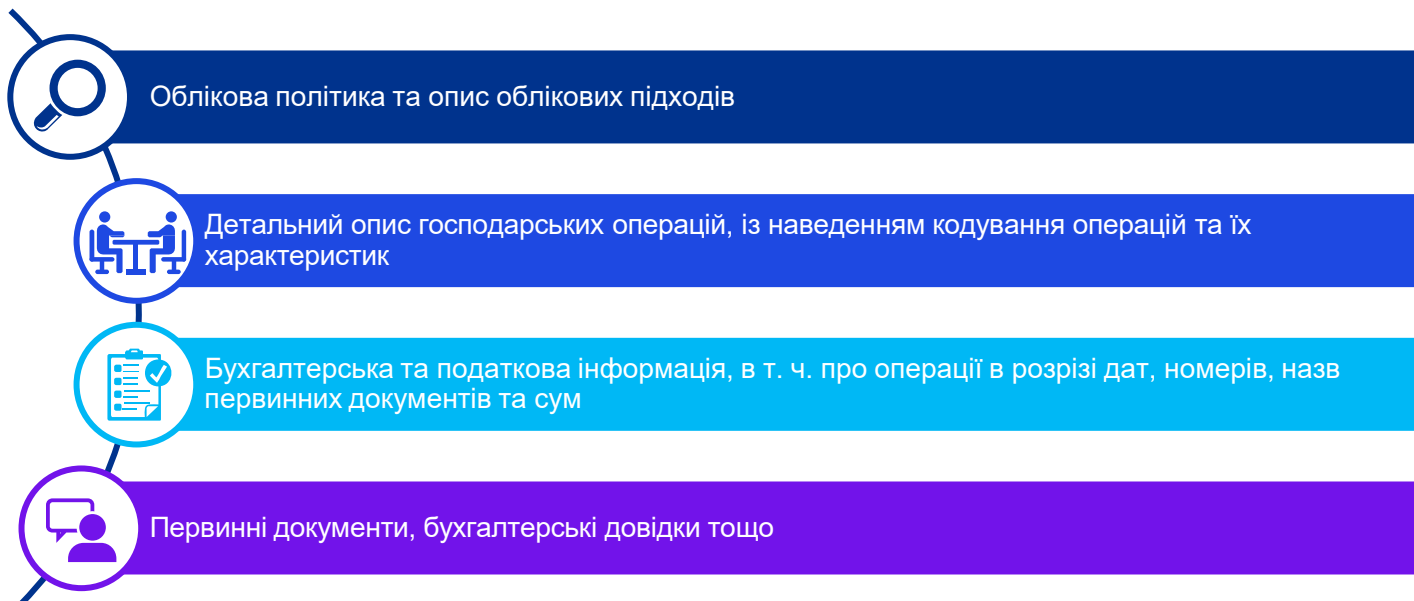 Облікова політика та опис облікових підходів
Детальний опис господарських операцій, із наведенням кодування операцій та їх
характеристик
Бухгалтерська та податкова інформація, в т. ч. про операції в розрізі дат, номерів, назв
первинних документів та сум
Первинні документи, бухгалтерські довідки тощо